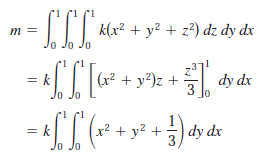 m = ∫₀¹ ∫₀¹ ∫₀¹ k(x² + y² + z²) dz dy dx
= k ∫₀¹ ∫₀¹ [(x² + y²)z + z³/3]₀¹ dy dx
= k ∫₀¹ ∫₀¹ (x² + y² + 1/3) dy dx